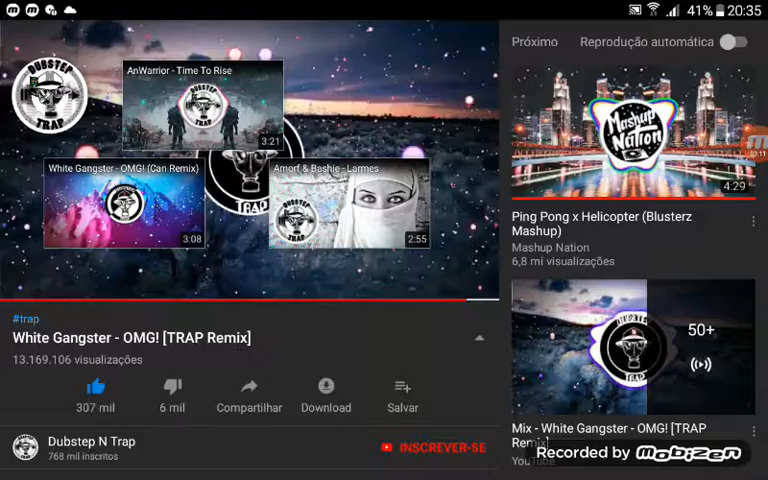 41% 20:35
DUBSTEP
TRAP
AnWarrior - Time To Rise
3:21
White Gangster - OMG! (Can Remix)
3:08
Amorf & Bashie - Larmes
2:55
#trap
White Gangster - OMG! [TRAP Remix]
13.169.106 visualizações
307 mil
6 mil
Compartilhar
Download
Salvar
Dubstep N Trap
768 mil inscritos
INSCREVER-SE
Próximo
Reprodução automática
Mashup
Nation
4:29
Ping Pong x Helicopter (Blusterz
Mashup)
Mashup Nation
6,8 mi visualizações
50+
Mix - White Gangster - OMG! [TRAP
Remix]
YouTube
Recorded by MOBIZEN